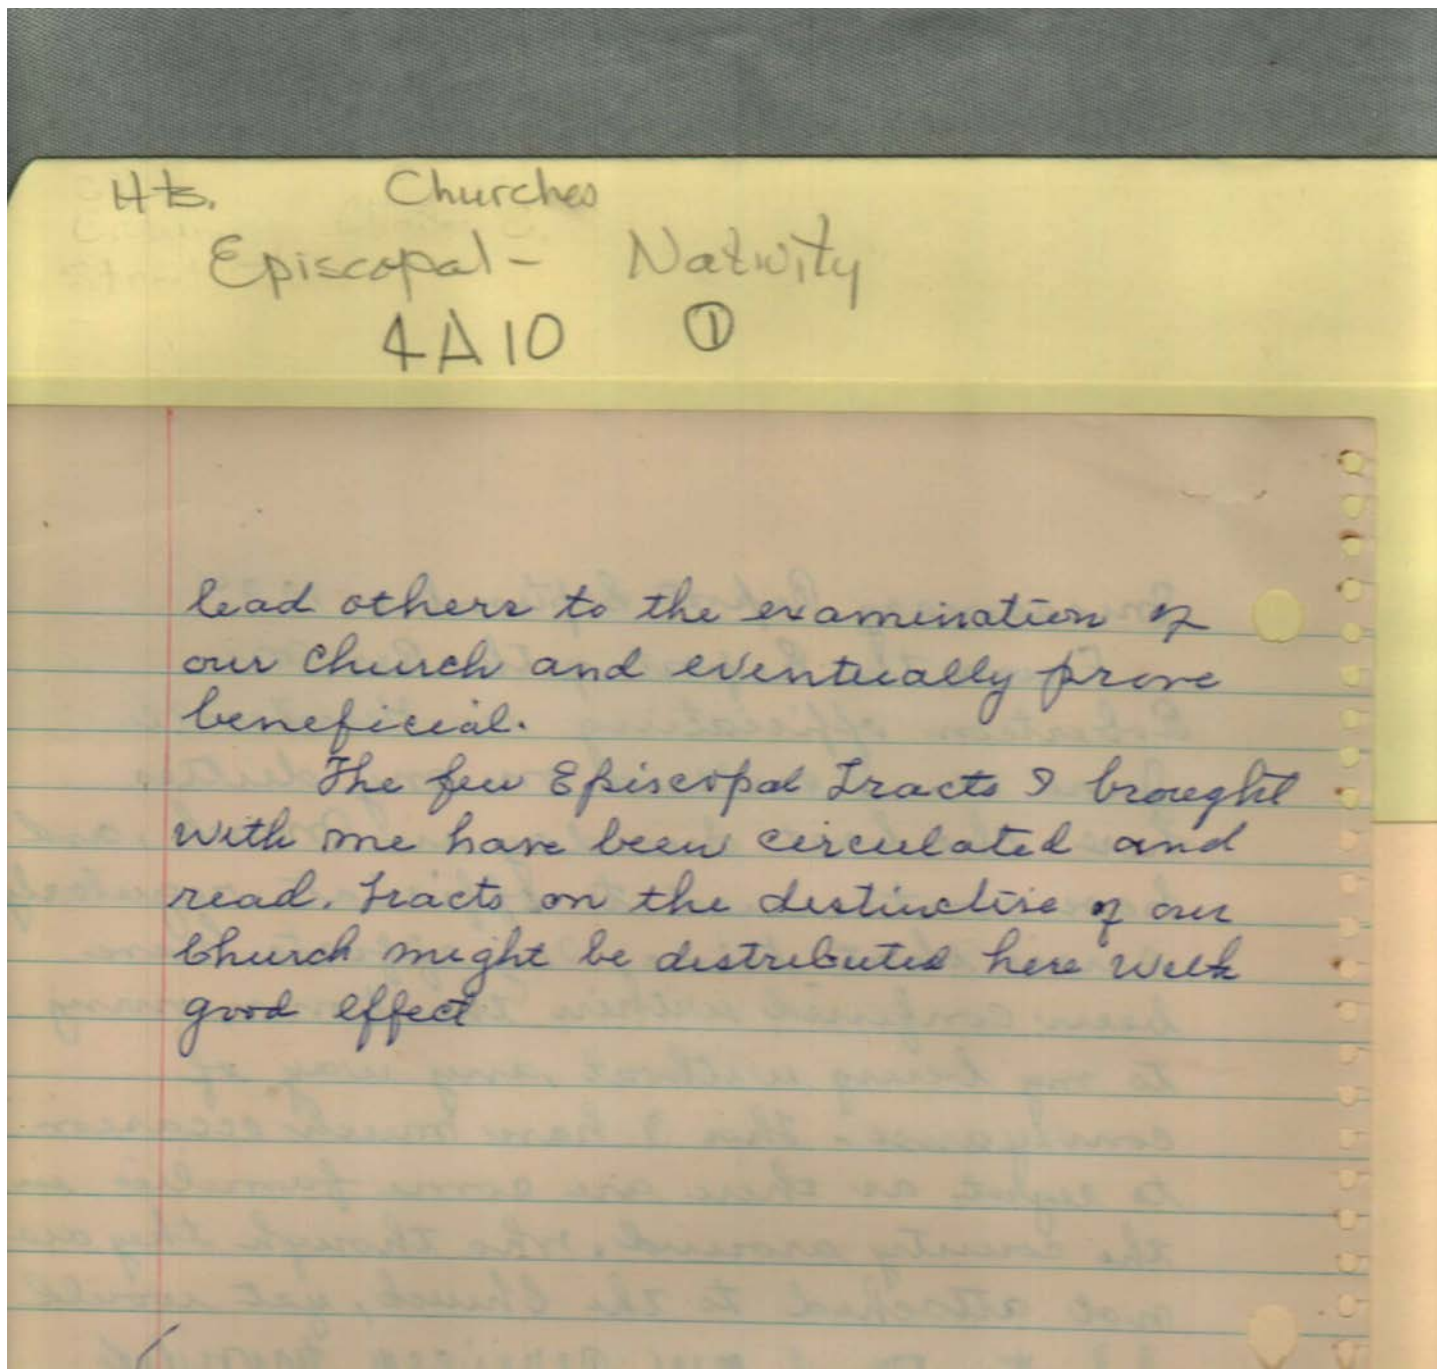 Hts. Churches
Episcopal - Nativity
4A10 ①
lead others to the examination of
our church and eventually prove
beneficial.
The few Episcopal Tracts I brought
with me have been circulated and
read. Tracts on the distinctive of our
Church might be distributed here with
good effect